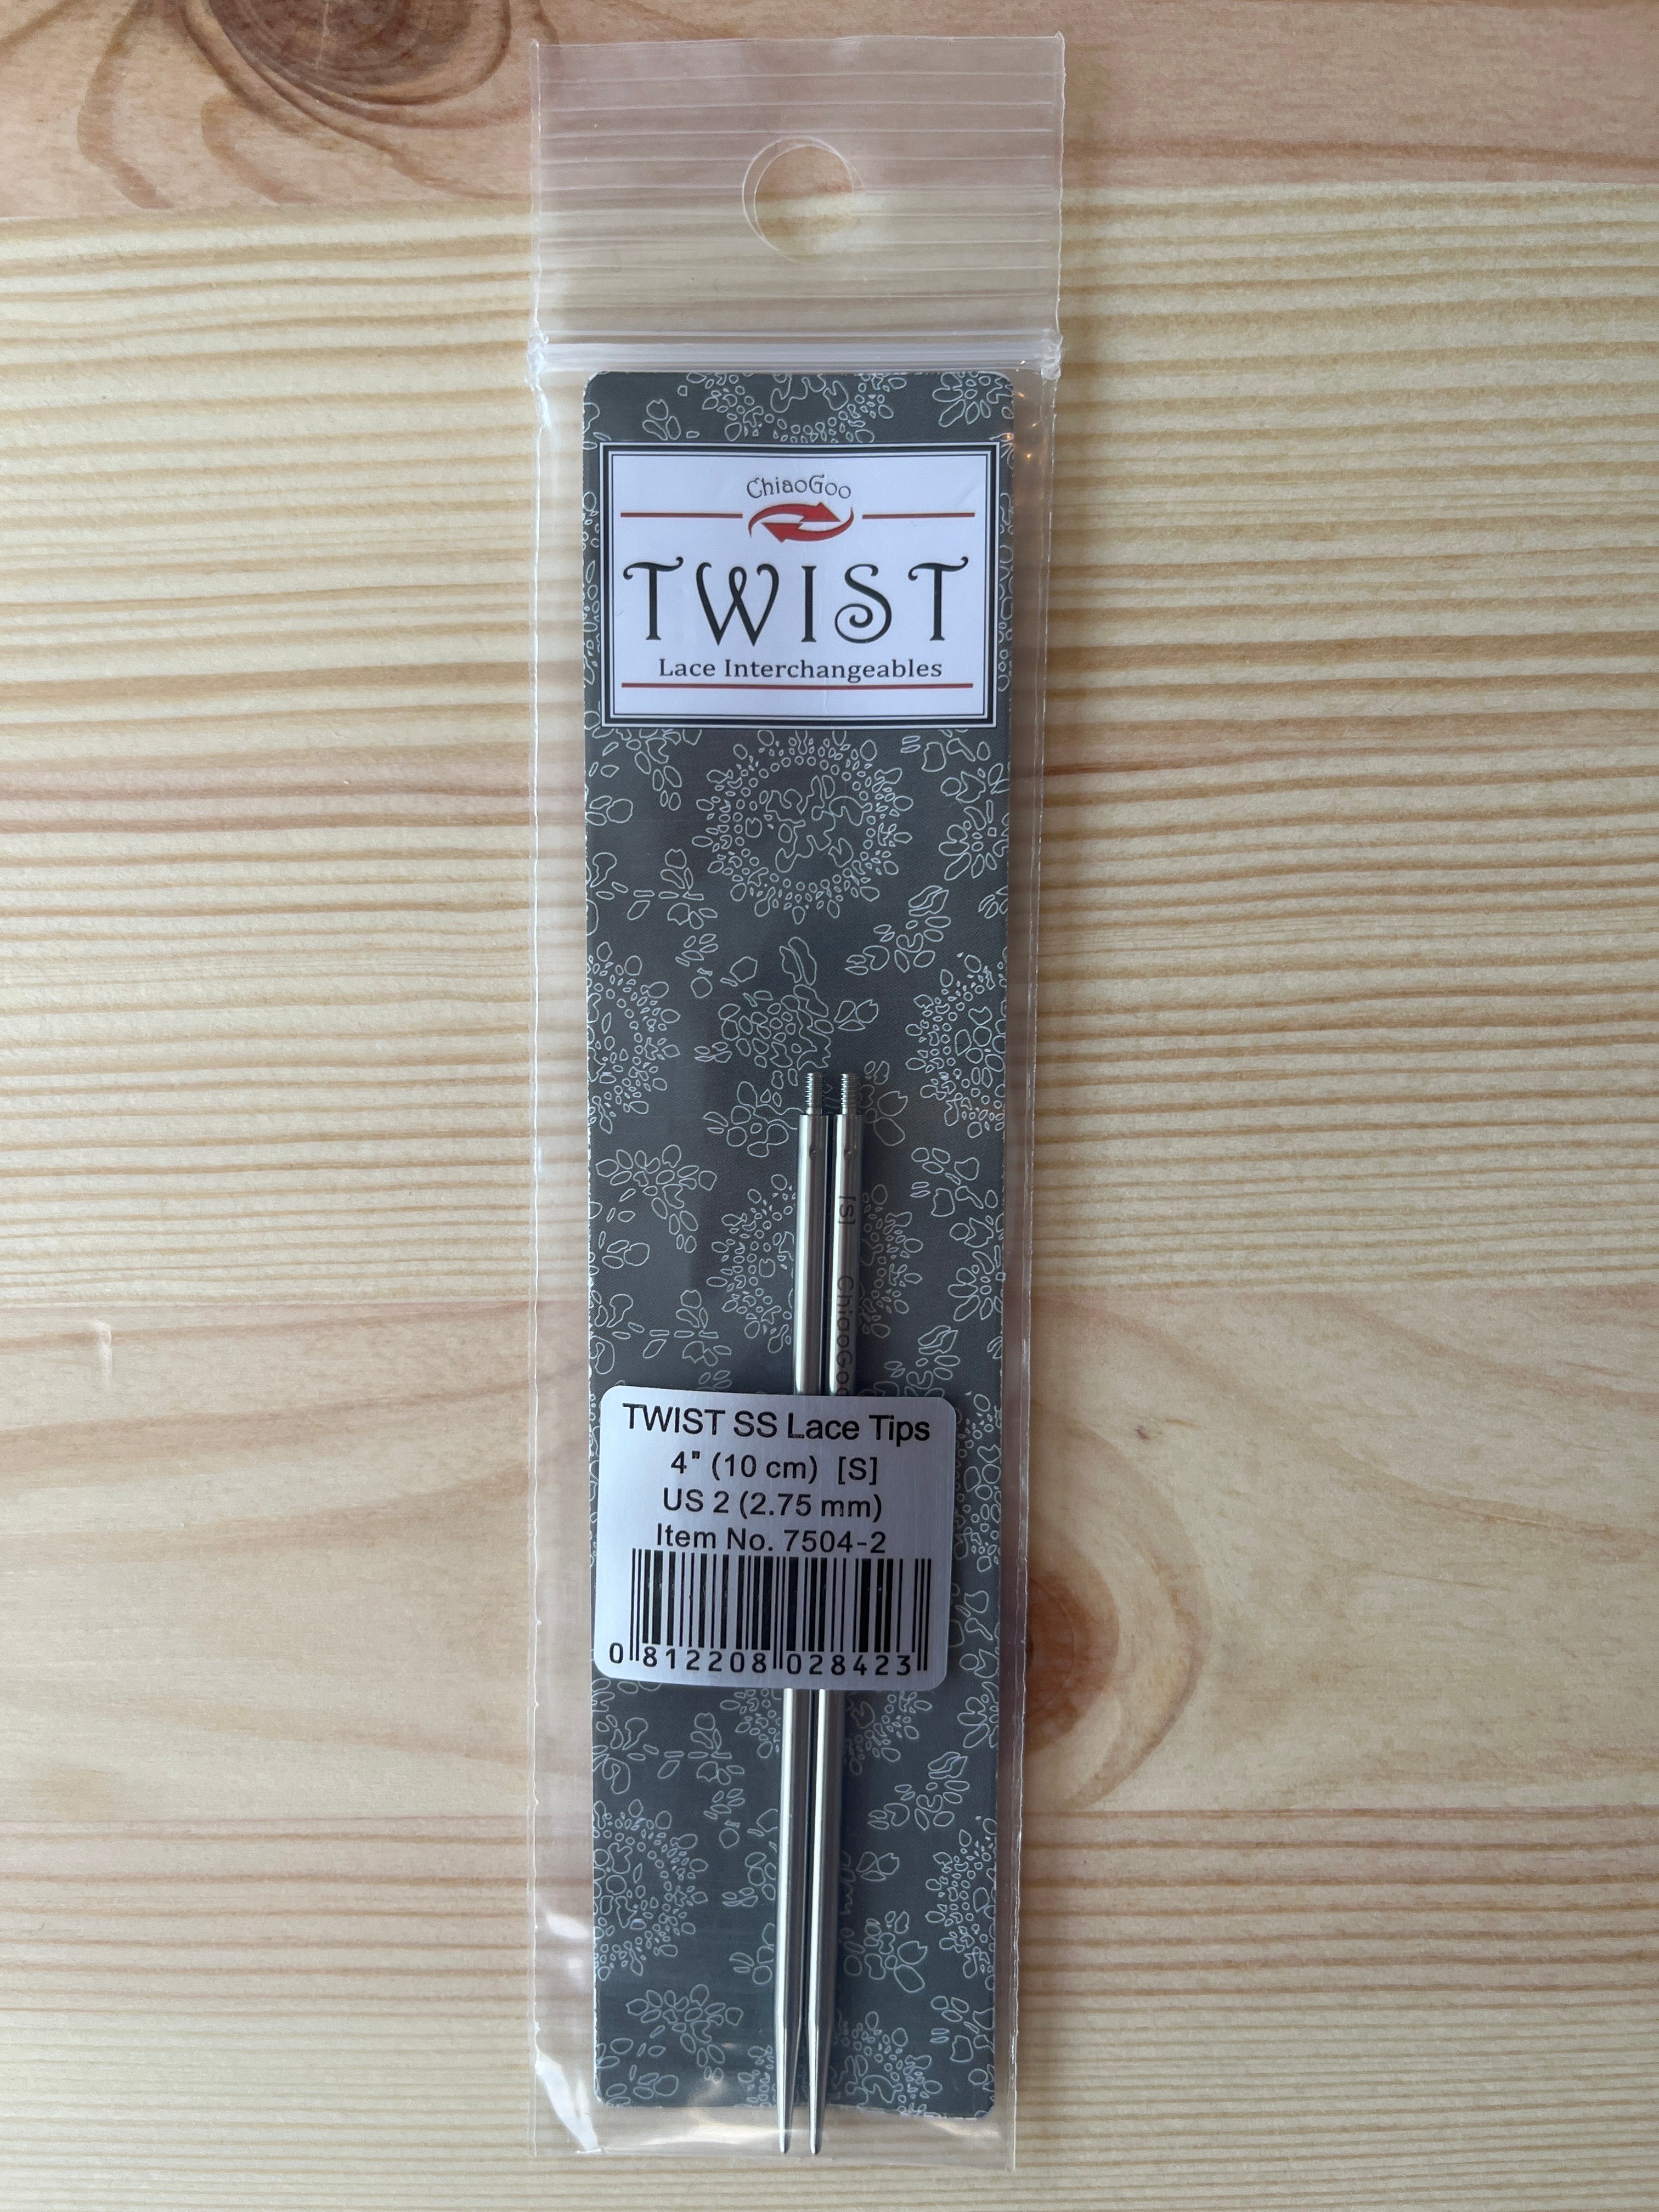 ChiaoGoo
TWIST
Lace Interchangeables
[S] ChiaoGoo
TWIST SS Lace Tips
4" (10 cm) [S]
US 2 (2.75 mm)
Item No. 7504-2
0 812208 028423